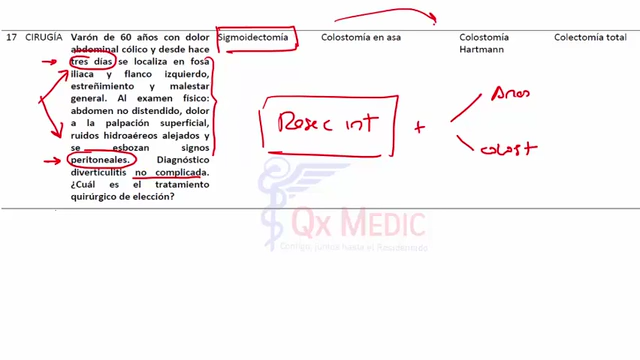 17 CIRUGÍA Varón de 60 años con dolor Sigmoidectomía Colostomía en asa Colostomía Colectomía total
abdominal cólico y desde hace Hartmann
tres días se localiza en fosa
iliaca y flanco izquierdo,
estreñimiento y malestar
general. Al examen físico:
abdomen no distendido, dolor
a la palpación superficial,
ruidos hidroaéreos alejados y
se esbozan signos
peritoneales. Diagnóstico
diverticulitis no complicada.
¿Cuál es el tratamiento
quirúrgico de elección?
Resec int + Anas
colost
Qx MEDIC
Contigo, juntos hasta el Residentado